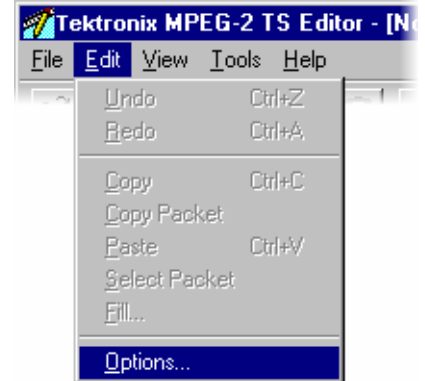 Tektronix MPEG-2 TS Editor - [No
File Edit View Tools Help
Undo Ctrl+Z
Redo Ctrl+A
Copy Ctrl+C
Copy Packet
Paste Ctrl+V
Select Packet
Fill...
Options...